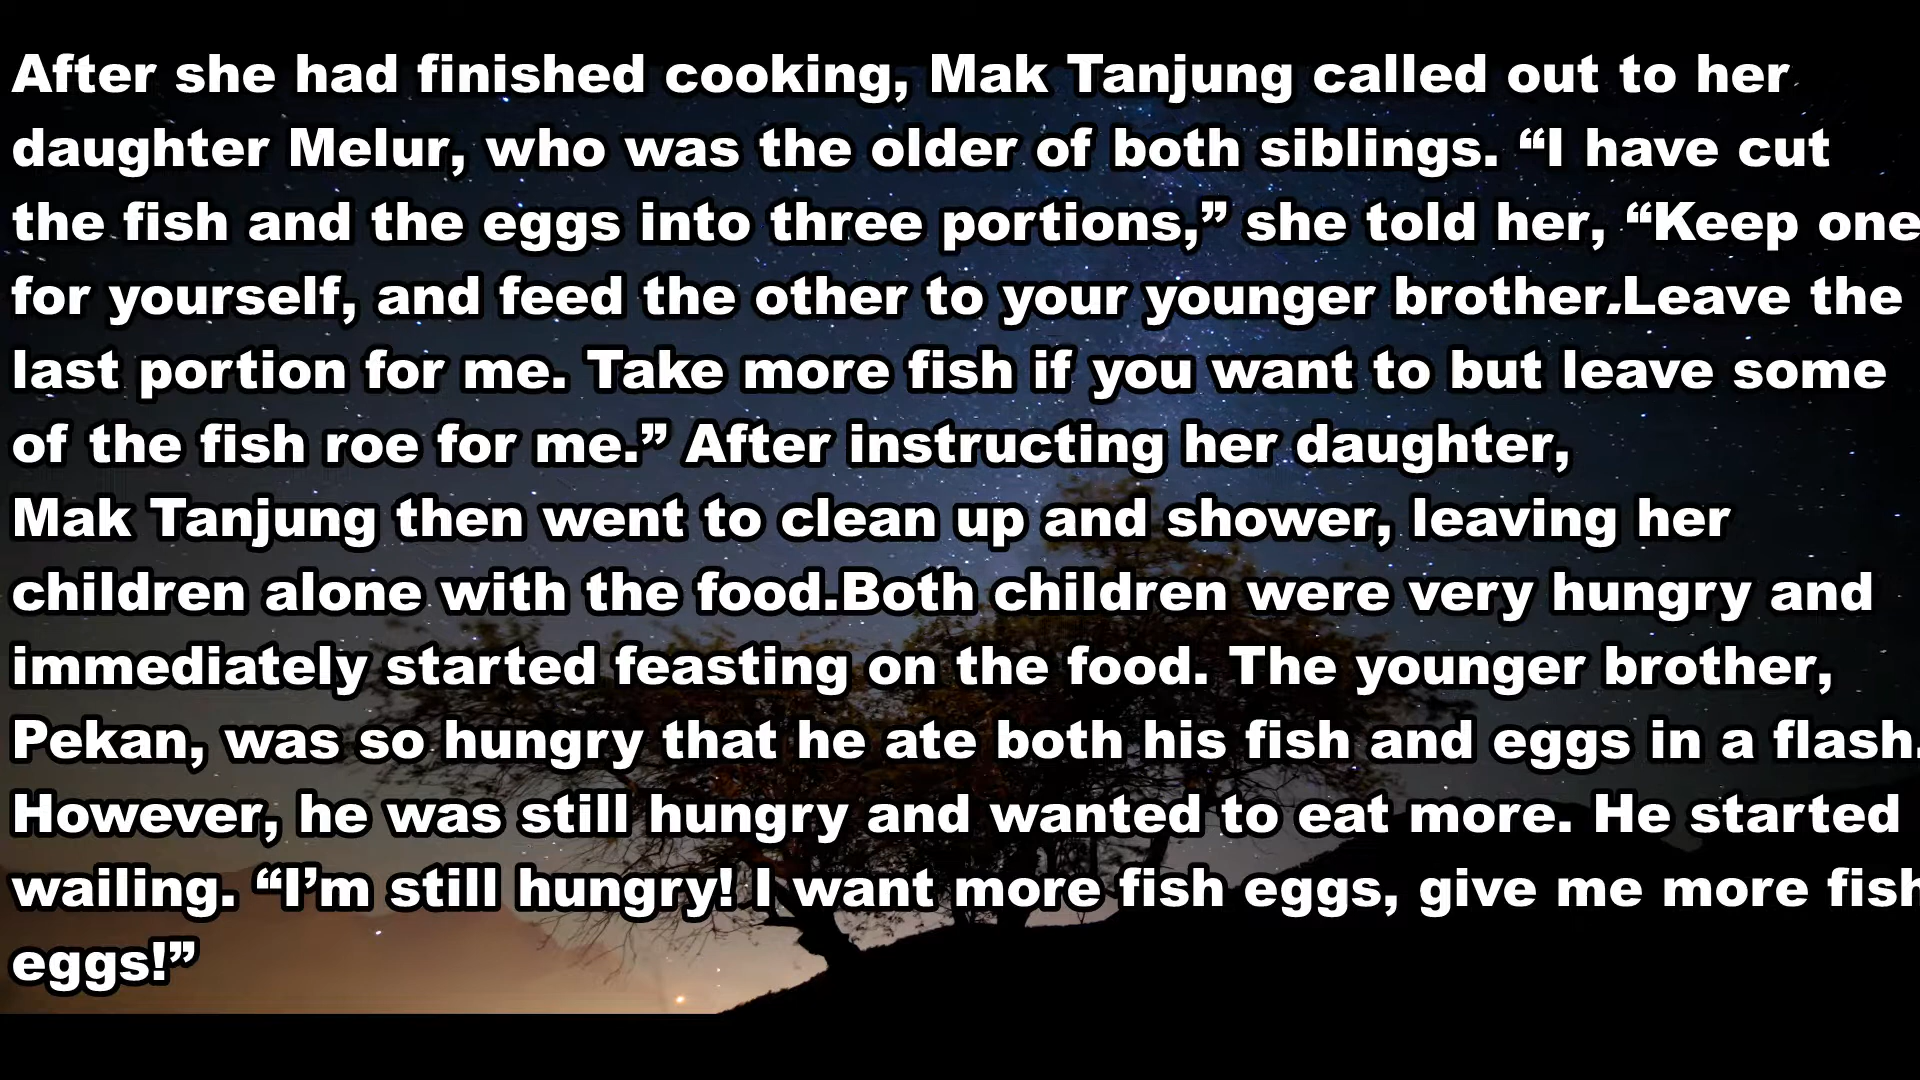 After she had finished cooking, Mak Tanjung called out to her
daughter Melur, who was the older of both siblings. “I have cut
the fish and the eggs into three portions,” she told her, “Keep one
for yourself, and feed the other to your younger brother.Leave the
last portion for me. Take more fish if you want to but leave some
of the fish roe for me.” After instructing her daughter,
Mak Tanjung then went to clean up and shower, leaving her
children alone with the food.Both children were very hungry and
immediately started feasting on the food. The younger brother,
Pekan, was so hungry that he ate both his fish and eggs in a flash.
However, he was still hungry and wanted to eat more. He started
wailing. “I’m still hungry! I want more fish eggs, give me more fish
eggs!”